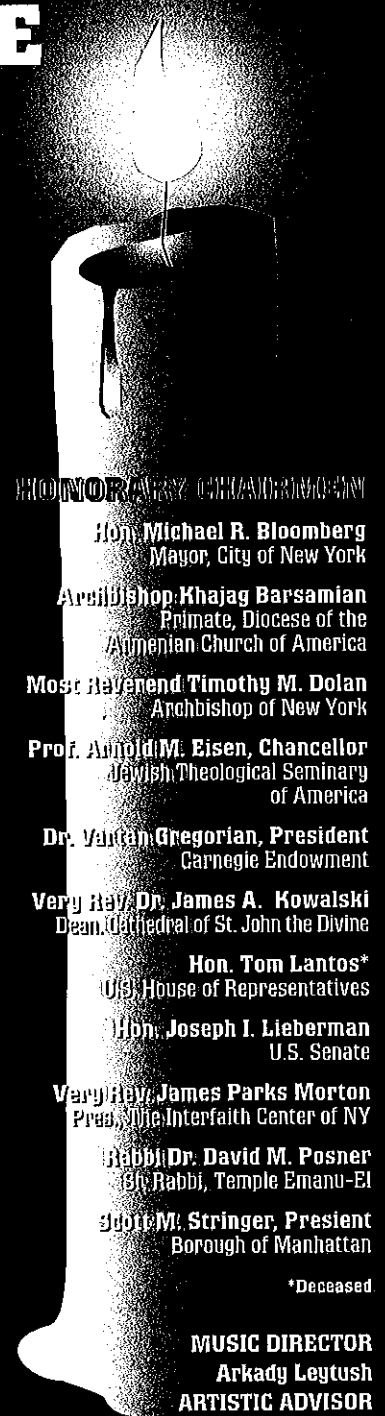 E
HONORARY CHAIRMEN
Hon. Michael R. Bloomberg
Mayor, City of New York
Archbishop Khajag Barsamian
Primate, Diocese of the
Armenian Church of America
Most Reverend Timothy M. Dolan
Archbishop of New York
Prof. Arnold M. Eisen, Chancellor
Jewish Theological Seminary
of America
Dr. Vartan Gregorian, President
Carnegie Endowment
Very Rev. Dr. James A. Kowalski
Dean, Cathedral of St. John the Divine
Hon. Tom Lantos*
U.S. House of Representatives
Hon. Joseph I. Lieberman
U.S. Senate
Very Rev. James Parks Morton
Pres., The Interfaith Center of NY
Rabbi Dr. David M. Posner
Sr. Rabbi, Temple Emanu-El
Scott M. Stringer, Presient
Borough of Manhattan
*Deceased
MUSIC DIRECTOR
Arkady Leytush
ARTISTIC ADVISOR